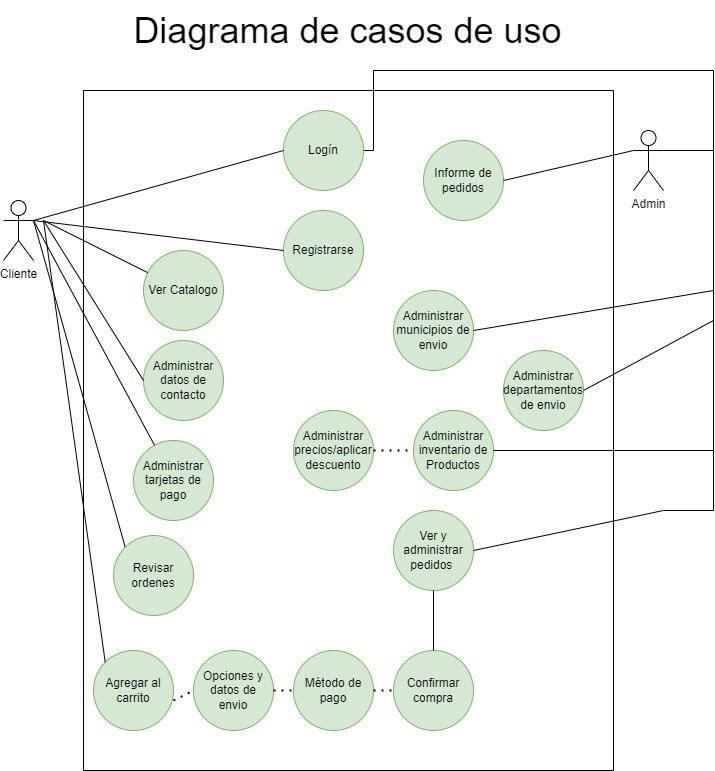 Diagrama de casos de uso
Logín
Informe de
pedidos
Admin
Cliente
Registrarse
Ver Catalogo
Administrar
municipios de
envio
Administrar
datos de
contacto
Administrar
departamentos
de envio
Administrar
precios/aplicar
descuento
Administrar
inventario de
Productos
Administrar
tarjetas de
pago
Ver y
administrar
pedidos
Revisar
ordenes
Agregar al
carrito
Opciones y
datos de
envio
Método de
pago
Confirmar
compra